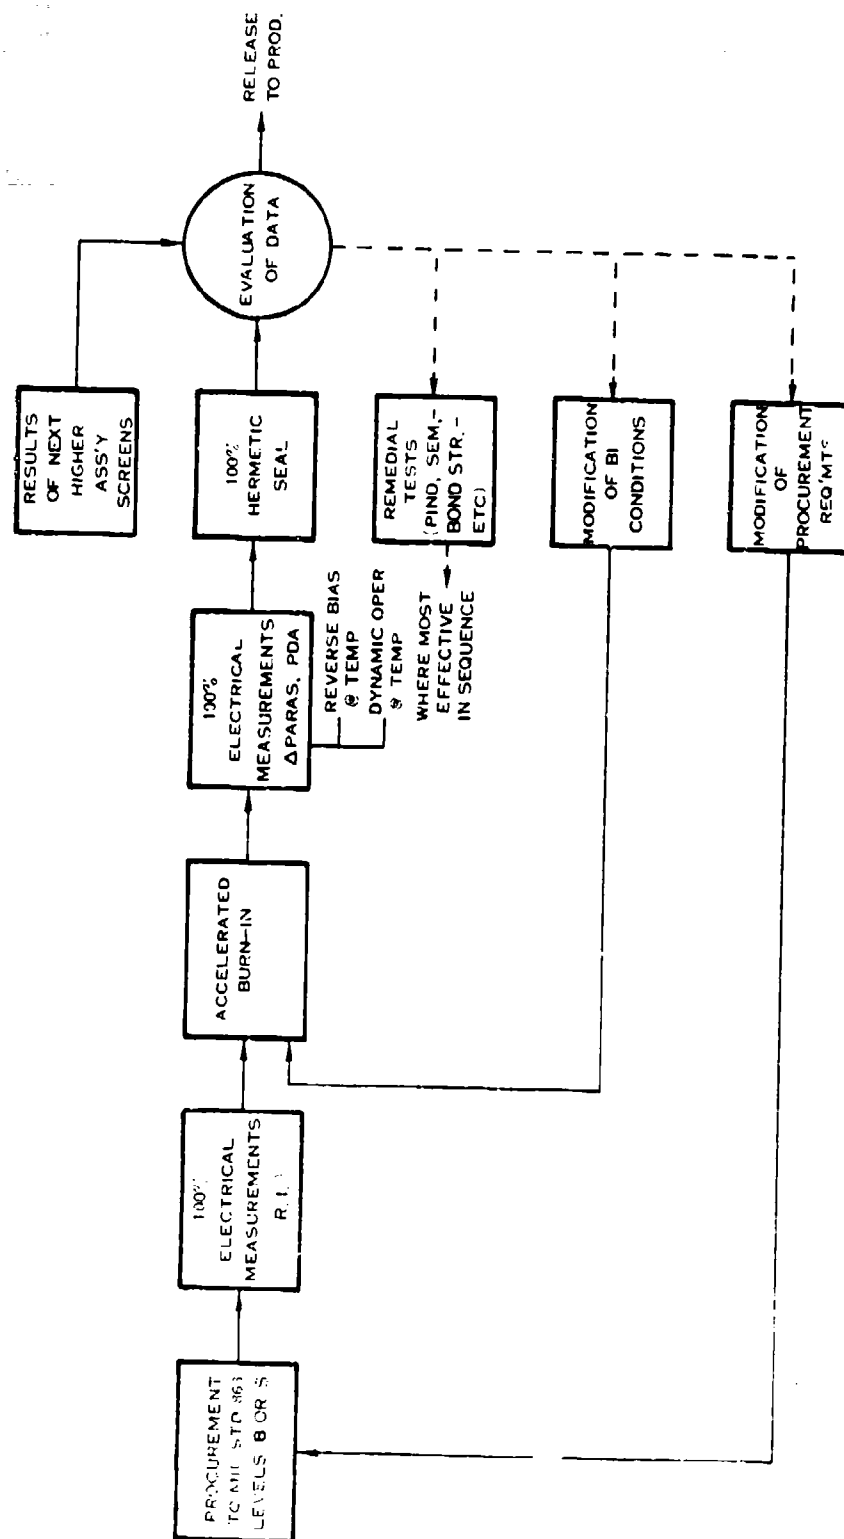 PROCUREMENT
TO MIL STD
LEVELS B OR S
100%
ELECTRICAL
MEASUREMENTS
R. I.
ACCELERATED
BURN-IN
100%
ELECTRICAL
MEASUREMENTS
ΔPARAS, PDA
REVERSE BIAS
@ TEMP
DYNAMIC OPER
@ TEMP
100%
HERMETIC
SEAL
RESULTS
OF NEXT
HIGHER
ASS'Y
SCREENS
EVALUATION
OF DATA
RELEASE
TO PROD.
REMEDIAL
TESTS
(PIND, SEM,-
BOND STR.-
ETC)
WHERE MOST
EFFECTIVE
IN SEQUENCE
MODIFICATION
OF BI
CONDITIONS
MODIFICATION
OF
PROCUREMENT
REQ'MTS